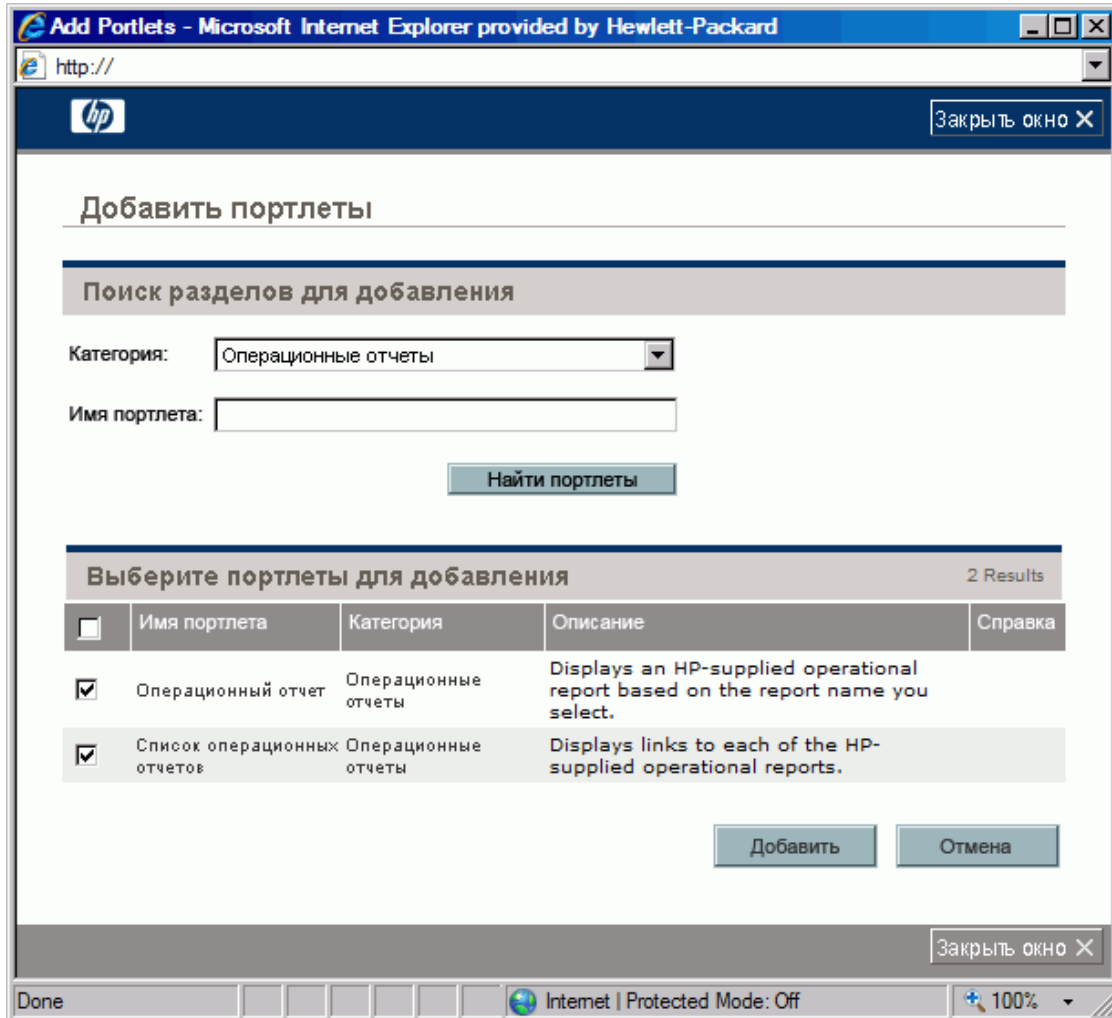 Add Portlets - Microsoft Internet Explorer provided by Hewlett-Packard
http://
hp
Закрыть окно X
Добавить портлеты
Поиск разделов для добавления
Категория: Операционные отчеты
Имя портлета:
Найти портлеты
Выберите портлеты для добавления 2 Results
Имя портлета Категория Описание Справка
Операционный отчет
Операционные
отчеты
Displays an HP-supplied operational
report based on the report name you
select.
Список операционных
отчетов
Операционные
отчеты
Displays links to each of the HP-
supplied operational reports.
Добавить Отмена
Закрыть окно X
Done Internet | Protected Mode: Off 100%